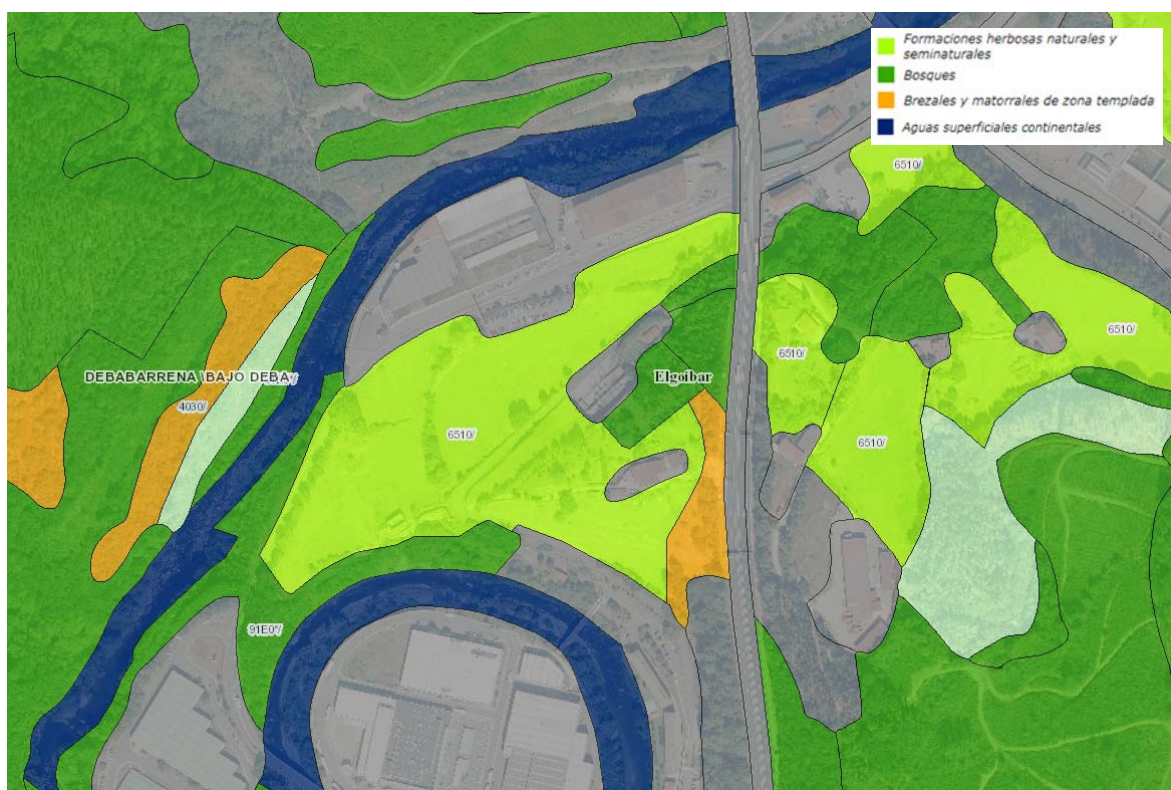 Formaciones herbosas naturales y
seminaturales
Bosques
Brezales y matorrales de zona templada
Aguas superficiales continentales
6510/
6510/
6510/
DEBABARRENA \BAJO DEBA\
Elgoibar
4030/
6510/
6510/
91E0*/